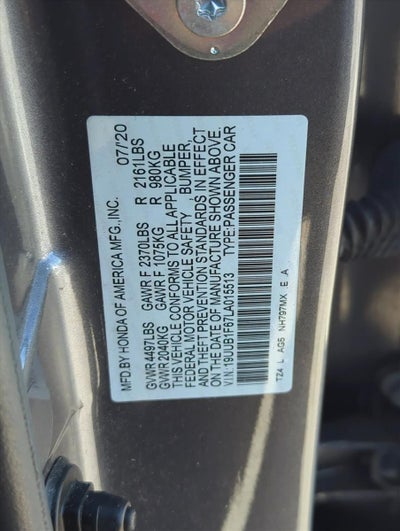 MFD. BY HONDA OF AMERICA MFG., INC. 07/'20
GVWR 4497LBS GAWR F 2370LBS R 2161LBS
GVWR 2040KG GAWR F 1075KG R 980KG
THIS VEHICLE CONFORMS TO ALL APPLICABLE
FEDERAL MOTOR VEHICLE SAFETY, BUMPER,
AND THEFT PREVENTION STANDARDS IN EFFECT
ON THE DATE OF MANUFACTURE SHOWN ABOVE.
V.I.N.: 19UUB1F67LA015513 TYPE:PASSENGER CAR
TZ4 L AG5 NH797MX E A